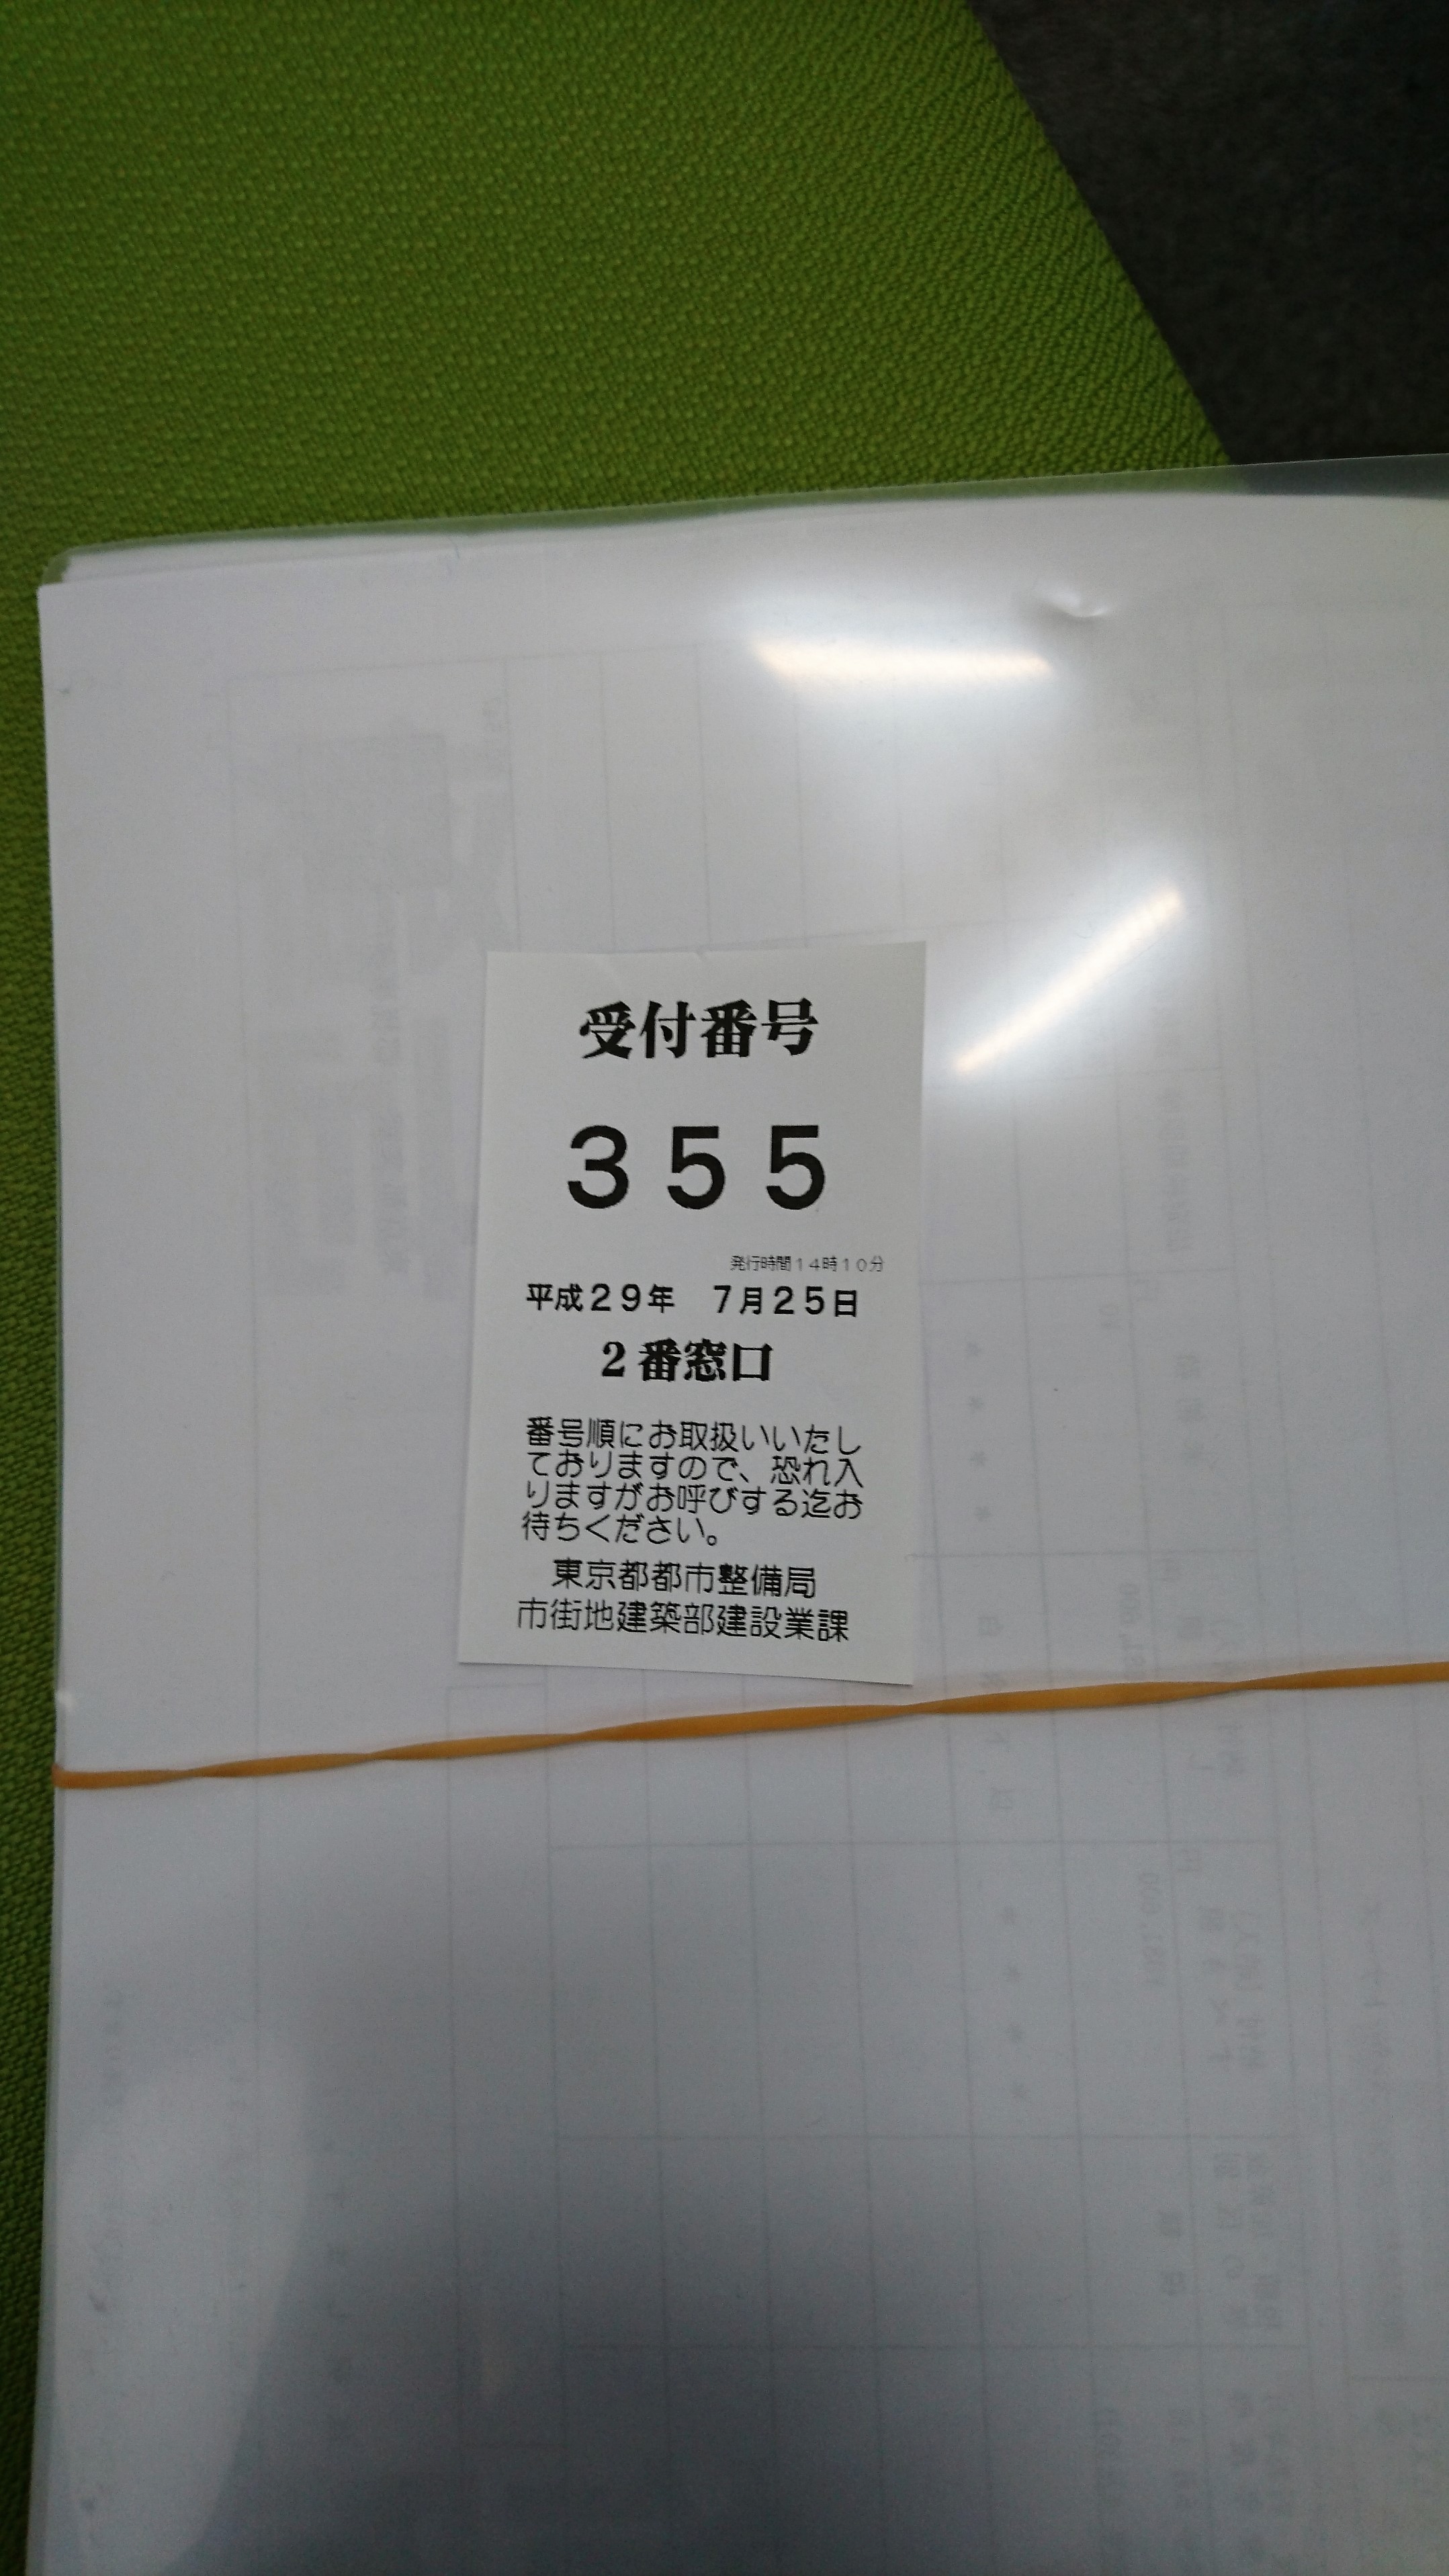 受付番号
355
発行時間14時10分
平成29年 7月25日
2番窓口
番号順にお取扱いいたし
ておりますので、恐れ入
りますがお呼びする迄お
待ちください。
東京都都市整備局
市街地建築部建設業課